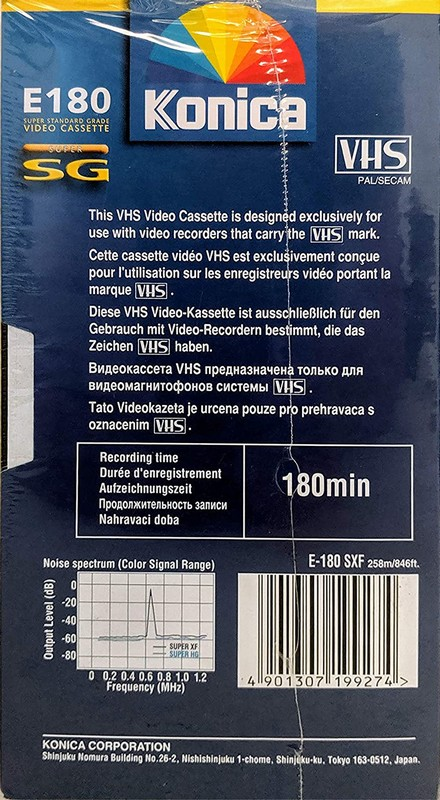 E180
SUPER STANDARD GRADE
VIDEO CASSETTE
SUPER
SG
Konica
VHS
PAL/SECAM
This VHS Video Cassette is designed exclusively for
use with video recorders that carry the VHS mark.
Cette cassette vidéo VHS est exclusivement conçue
pour l'utilisation sur les enregistreurs vidéo portant la
marque VHS .
Diese VHS Video-Kassette ist ausschließlich für den
Gebrauch mit Video-Recordern bestimmt, die das
Zeichen VHS haben.
Видеокассета VHS предназначена только для
видеомагнитофонов системы VHS .
Tato Videokazeta je urcena pouze pro prehravaca s
oznacenim VHS .
Recording time
Durée d'enregistrement
Aufzeichnungszeit
Продолжительность записи
Nahravaci doba
180min
Noise spectrum (Color Signal Range)
Output Level (dB)
0
-20
-40
-60
-80
SUPER XF
SUPER HG
0 0.2 0.4 0.6 0.8 1.0 1.2
Frequency (MHz)
E-180 SXF 258m/846ft.
4 901307 199274 >
KONICA CORPORATION
Shinjuku Nomura Building No.26-2, Nishishinjuku 1-chome, Shinjuku-ku, Tokyo 163-0512, Japan.